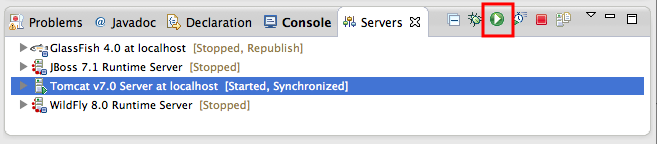 Problems @ Javadoc Declaration Console Servers
GlassFish 4.0 at localhost [Stopped, Republish]
JBoss 7.1 Runtime Server [Stopped]
Tomcat v7.0 Server at localhost [Started, Synchronized]
WildFly 8.0 Runtime Server [Stopped]